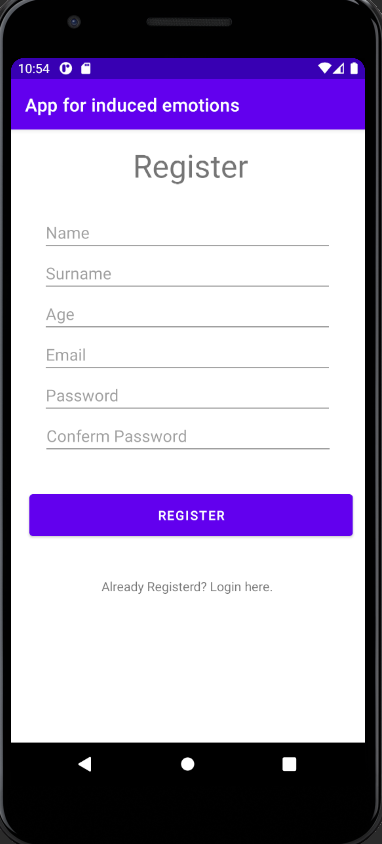 10:54
App for induced emotions
Register
Name
Surname
Age
Email
Password
Conferm Password
REGISTER
Already Registerd? Login here.